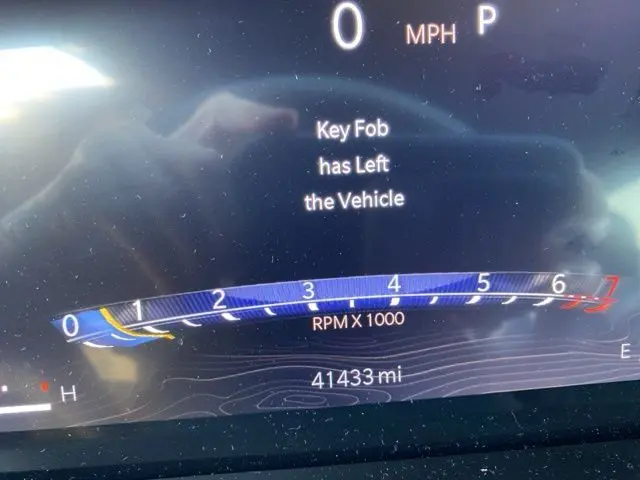 0 MPH P
Key Fob
has Left
the Vehicle
0 1 2 3 4 5 6 7
RPM X 1000
E
41433 mi
H